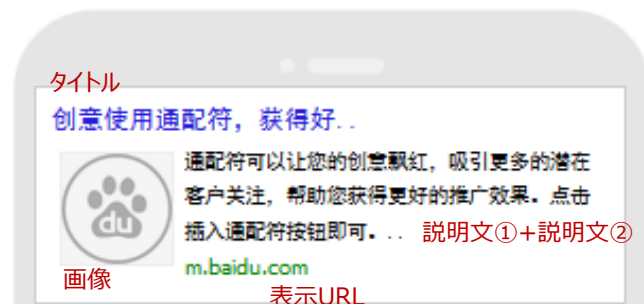 タイトル
创意使用通配符，获得好..
通配符可以让您的创意飘红，吸引更多的潜在
客户关注，帮助您获得更好的推广效果。点击
插入通配符按钮即可。..
説明文①+説明文②
du
画像
m.baidu.com
表示URL